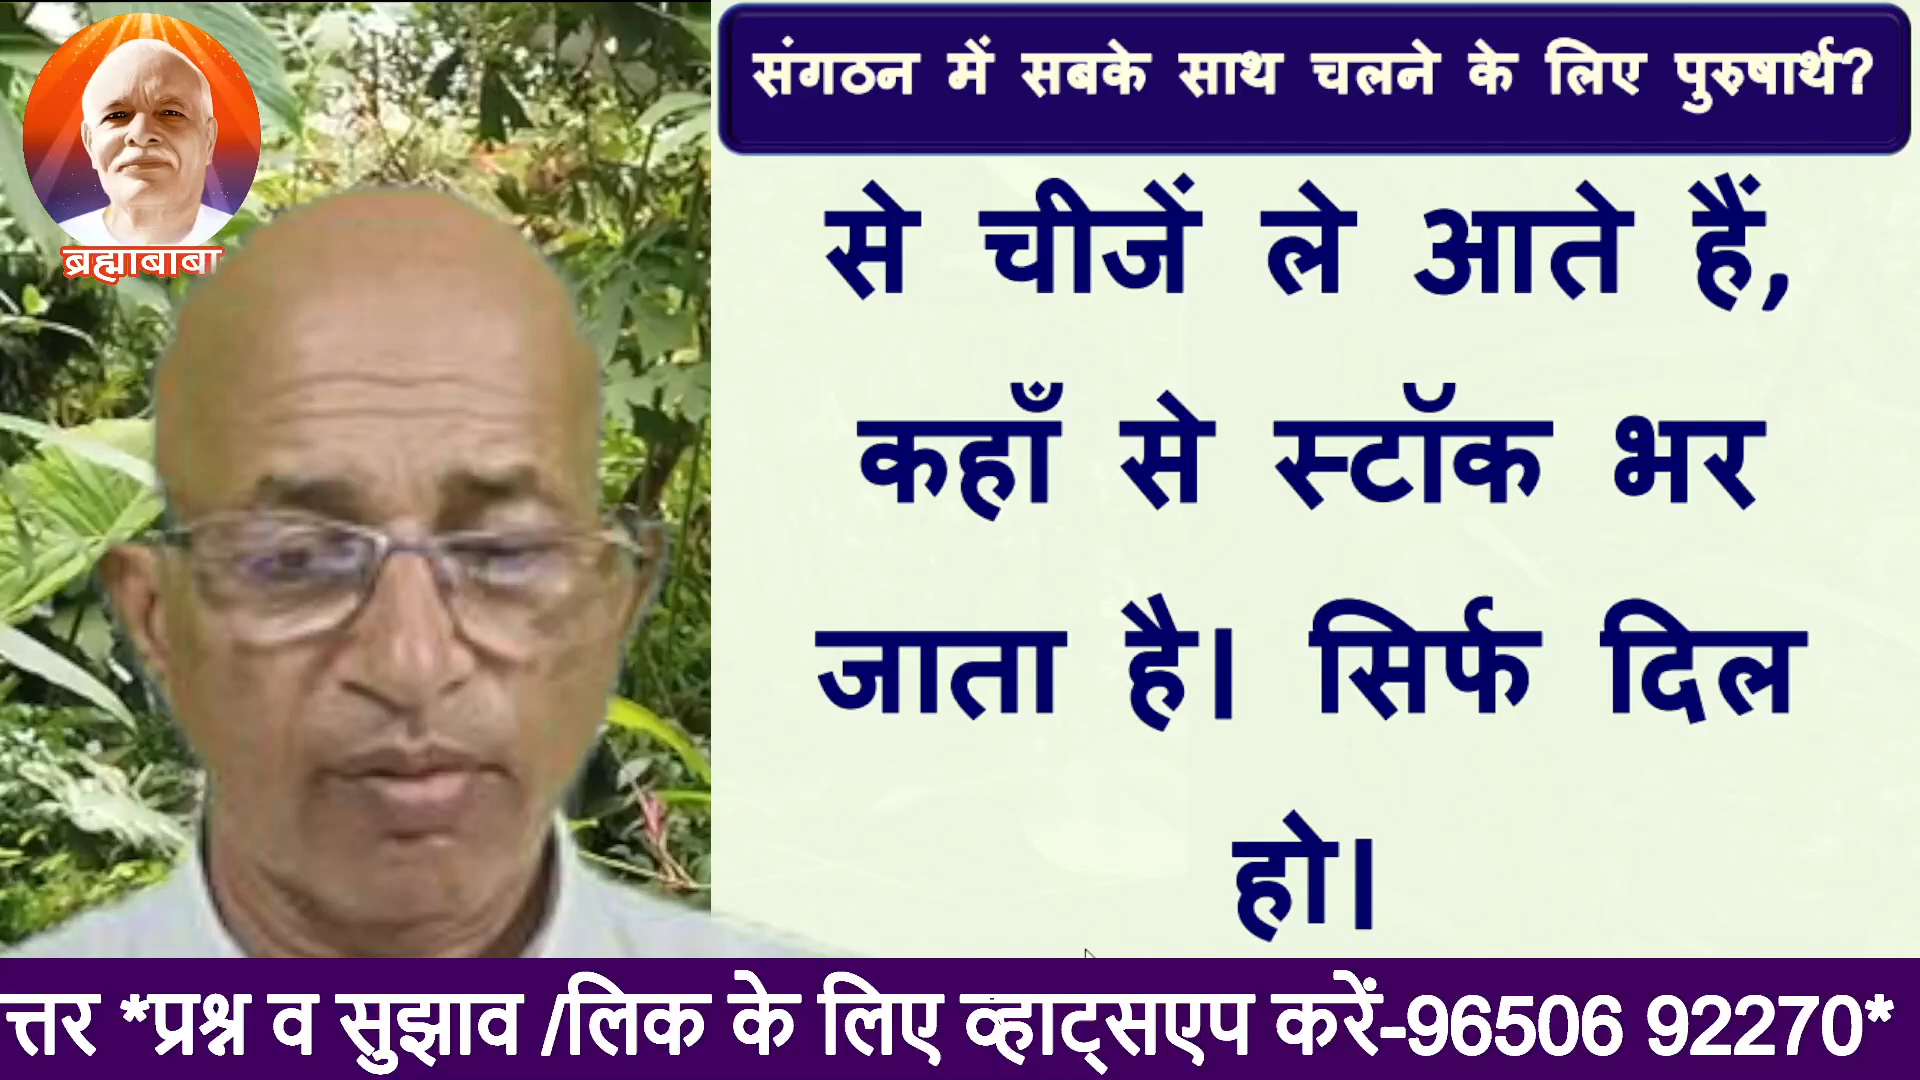 संगठन में सबके साथ चलने के लिए पुरुषार्थ?
ब्रह्माबाबा
से चीजें ले आते हैं,
कहाँ से स्टॉक भर
जाता है। सिर्फ दिल
हो।
त्तर *प्रश्न व सुझाव /लिंक के लिए व्हाट्सएप करें-96506 92270*